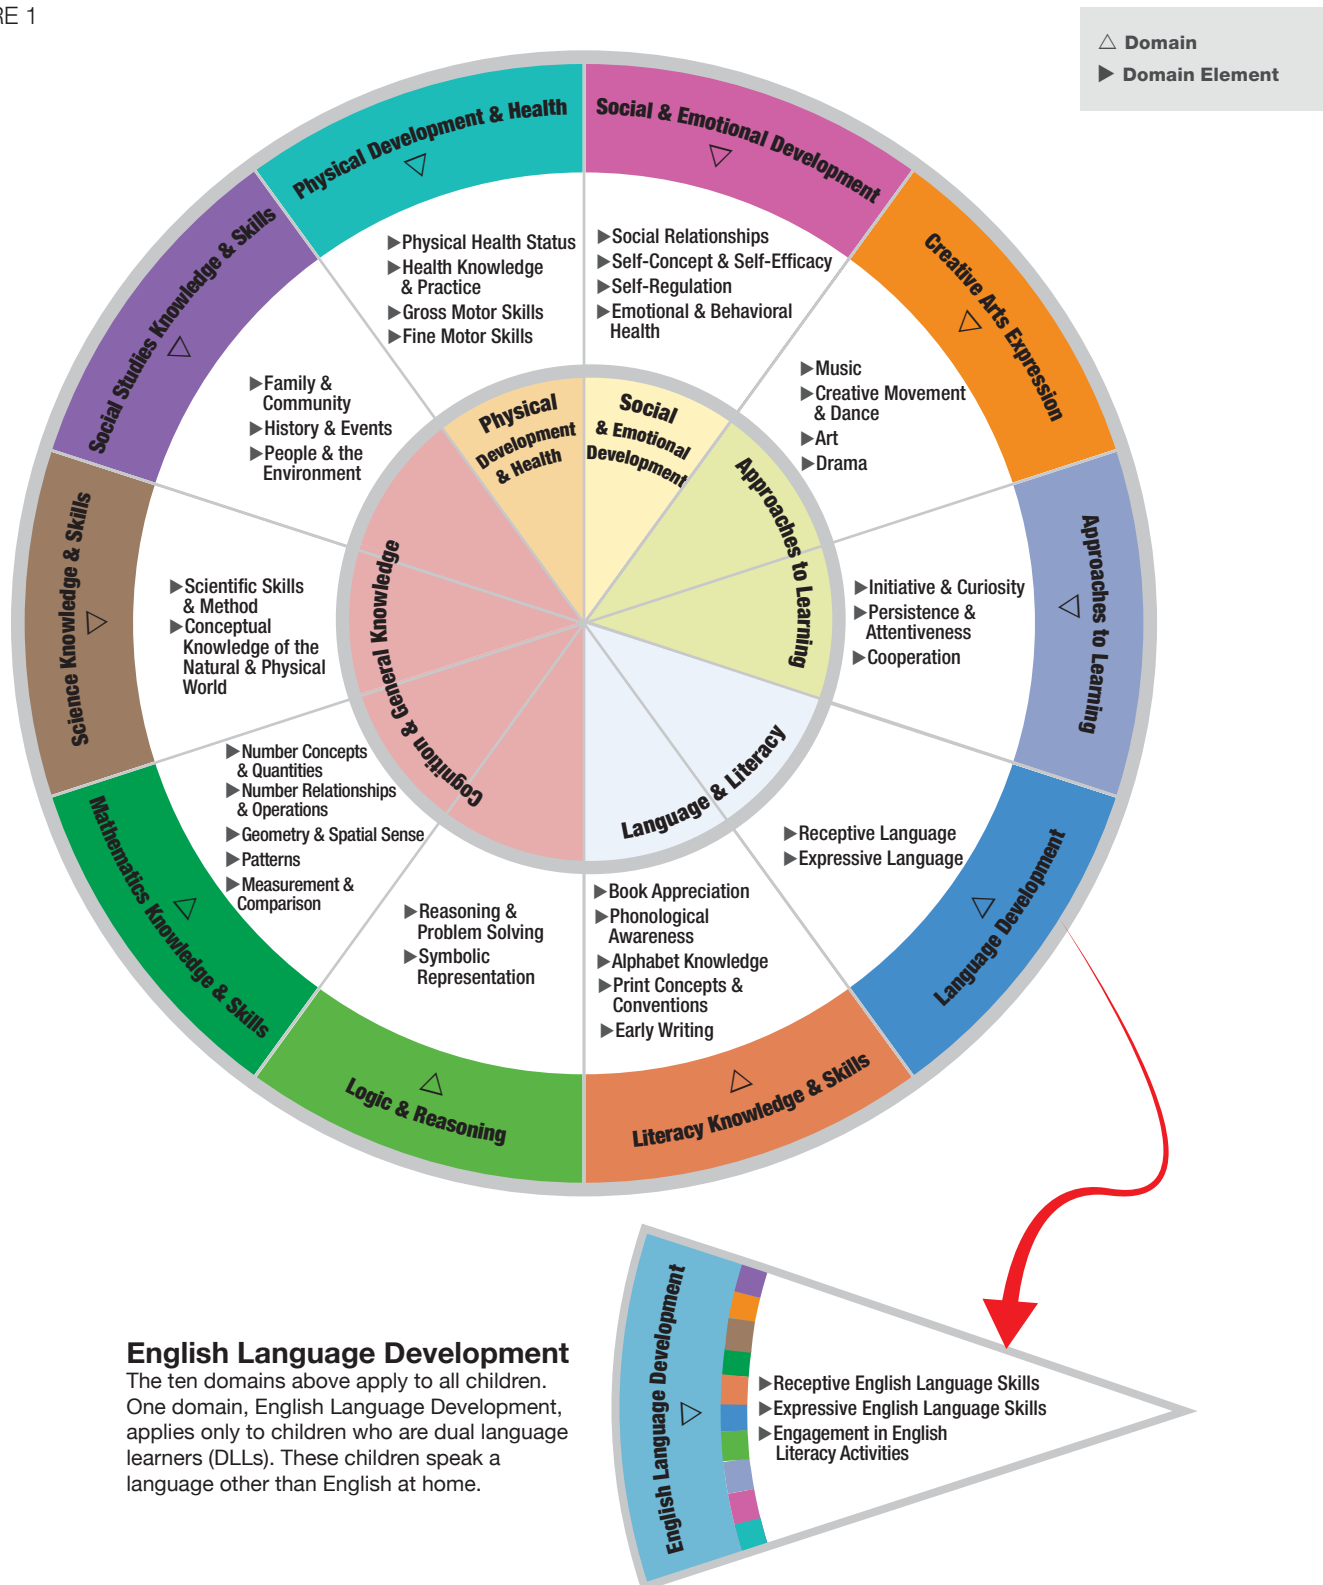 RE 1
△ Domain
▶ Domain Element
Physical Development & Health
▶Physical Health Status
▶Health Knowledge
& Practice
▶Gross Motor Skills
▶Fine Motor Skills
Social & Emotional Development
▶Social Relationships
▶Self-Concept & Self-Efficacy
▶Self-Regulation
▶Emotional & Behavioral
Health
Creative Arts Expression
▶Music
▶Creative Movement
& Dance
▶Art
▶Drama
Approaches to Learning
▶Initiative & Curiosity
▶Persistence &
Attentiveness
▶Cooperation
Language Development
▶Receptive Language
▶Expressive Language
Literacy Knowledge & Skills
▶Book Appreciation
▶Phonological
Awareness
▶Alphabet Knowledge
▶Print Concepts &
Conventions
▶Early Writing
Logic & Reasoning
▶Reasoning &
Problem Solving
▶Symbolic
Representation
Mathematics Knowledge & Skills
▶Number Concepts
& Quantities
▶Number Relationships
& Operations
▶Geometry & Spatial Sense
▶Patterns
▶Measurement &
Comparison
Science Knowledge & Skills
▶Scientific Skills
& Method
▶Conceptual
Knowledge of the
Natural & Physical
World
Social Studies Knowledge & Skills
▶Family &
Community
▶History & Events
▶People & the
Environment
Physical
Development
& Health
Social
& Emotional
Development
Approaches to Learning
Language & Literacy
Cognition & General Knowledge
English Language Development
The ten domains above apply to all children.
One domain, English Language Development,
applies only to children who are dual language
learners (DLLs). These children speak a
language other than English at home.
English Language Development
▶Receptive English Language Skills
▶Expressive English Language Skills
▶Engagement in English
Literacy Activities